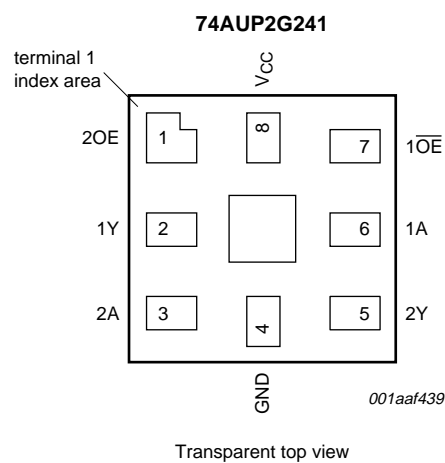 74AUP2G241
terminal 1
index area
VCC
2OE
1
8
7
1O̅E̅
1Y
2
6
1A
2A
3
4
5
2Y
GND
001aaf439
Transparent top view